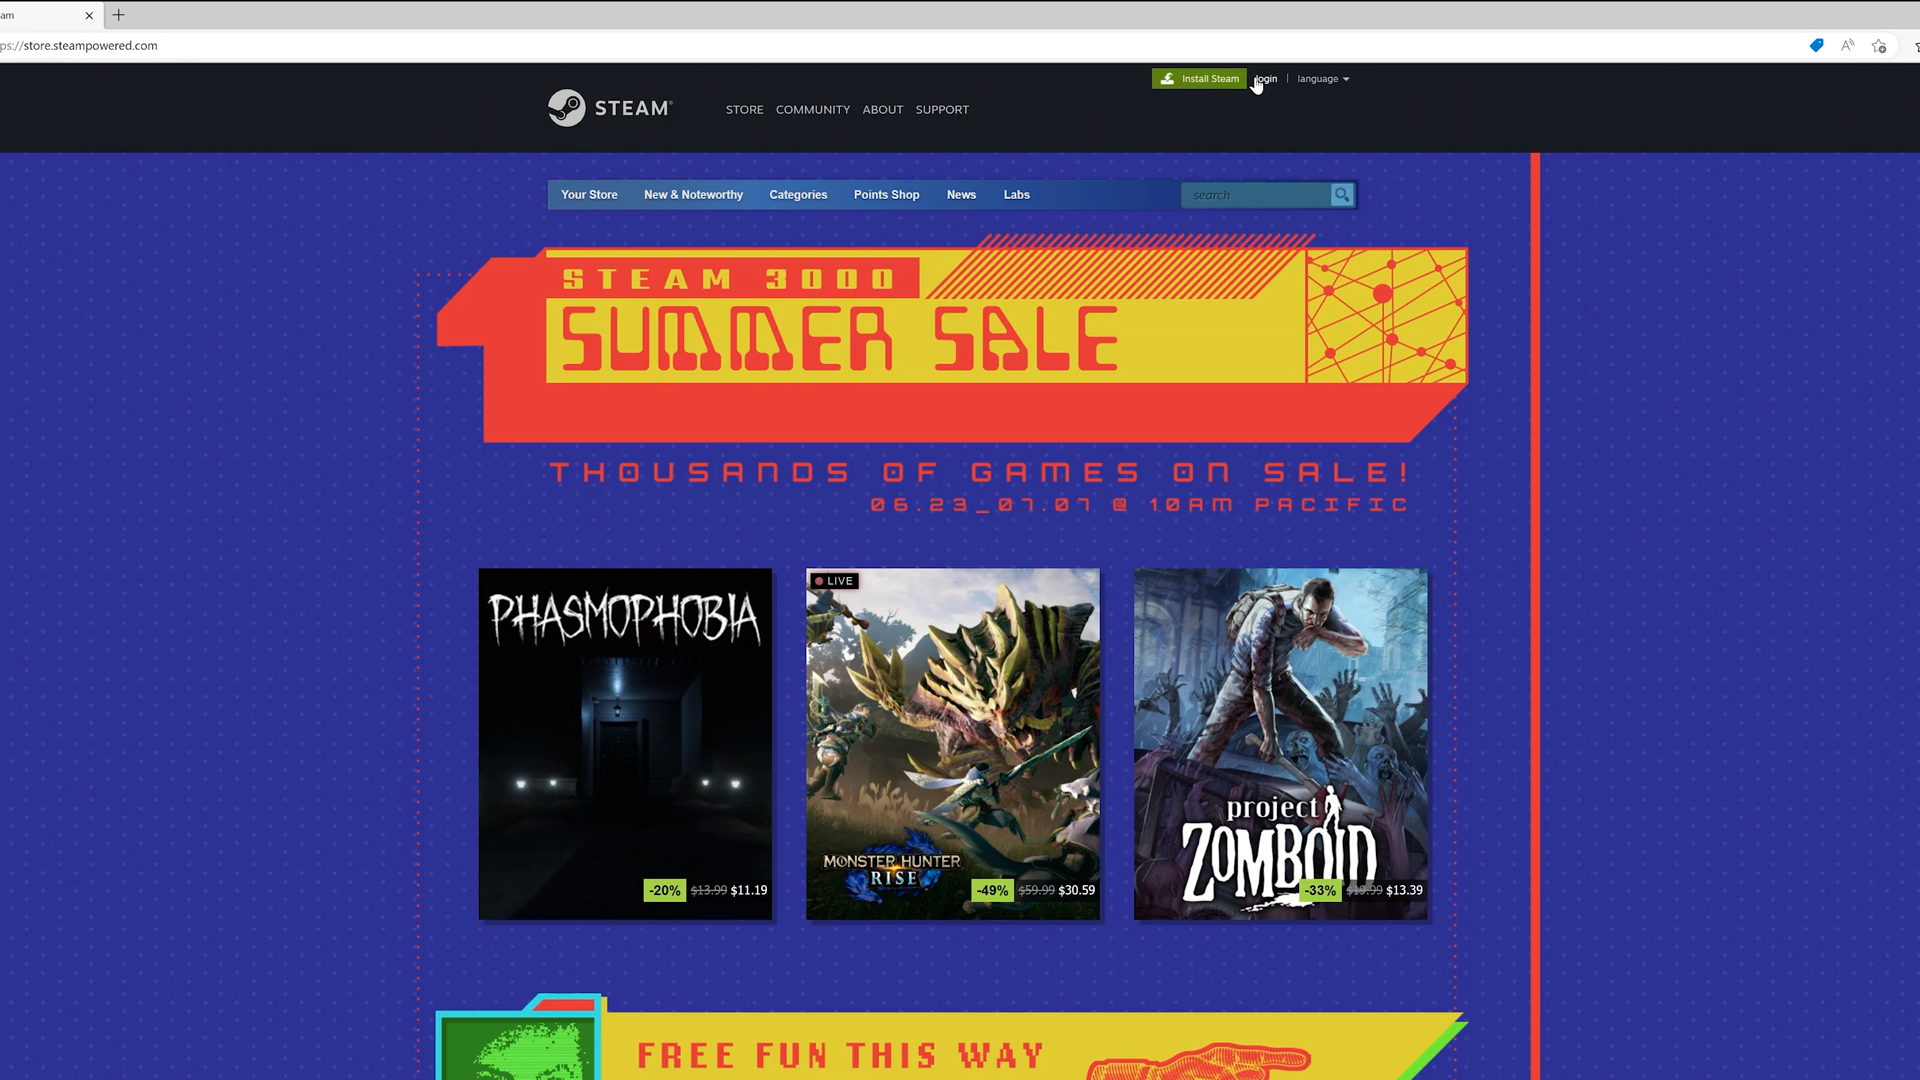 am
ps://store.steampowered.com
Install Steam login | language
STEAM®
STORE COMMUNITY ABOUT SUPPORT
Your Store New & Noteworthy Categories Points Shop News Labs search
STEAM 3000
SUMMER SALE
THOUSANDS OF GAMES ON SALE!
06.23_07.07 @ 10AM PACIFIC
PHASMOPHOBIA
-20% $13.99 $11.19
LIVE
MONSTER HUNTER
RISE
-49% $59.99 $30.59
project
ZOMBOID
-33% $19.99 $13.39
FREE FUN THIS WAY